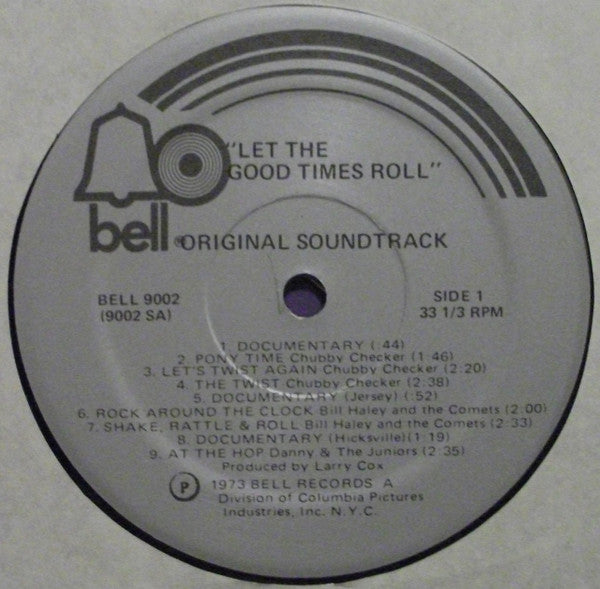 "LET THE
GOOD TIMES ROLL"
bell®
ORIGINAL SOUNDTRACK
BELL 9002
(9002 SA)
SIDE 1
33 1/3 RPM
1. DOCUMENTARY (:44)
2. PONY TIME Chubby Checker (1:46)
3. LET'S TWIST AGAIN Chubby Checker (2:20)
4. THE TWIST Chubby Checker (2:38)
5. DOCUMENTARY (Jersey) (:52)
6. ROCK AROUND THE CLOCK Bill Haley and the Comets (2:00)
7. SHAKE, RATTLE & ROLL Bill Haley and the Comets (2:33)
8. DOCUMENTARY (Hicksville)(1:19)
9. AT THE HOP Danny & The Juniors (2:35)
Produced by Larry Cox
Ⓟ 1973 BELL RECORDS A
Division of Columbia Pictures
Industries, Inc. N.Y.C.